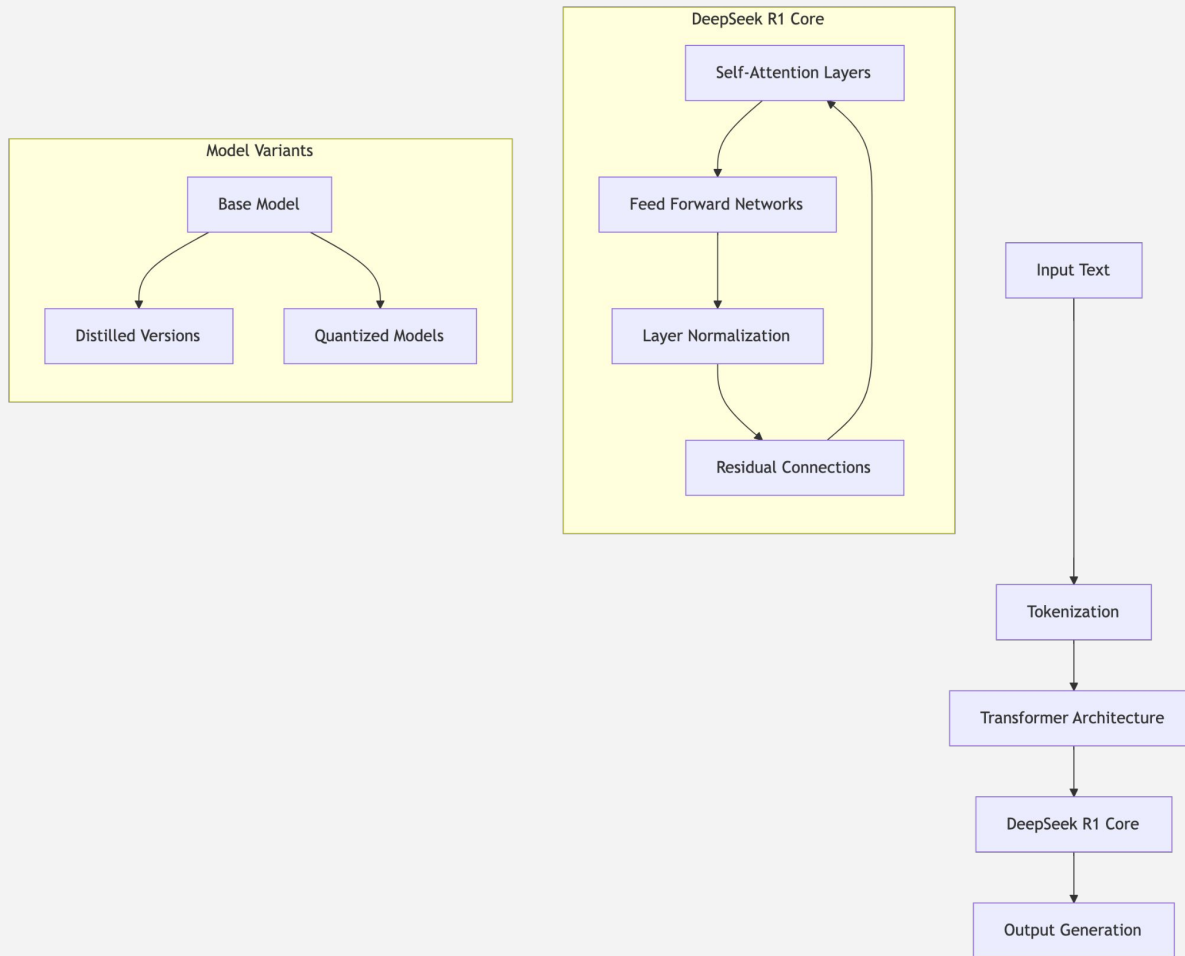 Model Variants
Base Model
Distilled Versions
Quantized Models
DeepSeek R1 Core
Self-Attention Layers
Feed Forward Networks
Layer Normalization
Residual Connections
Input Text
Tokenization
Transformer Architecture
DeepSeek R1 Core
Output Generation